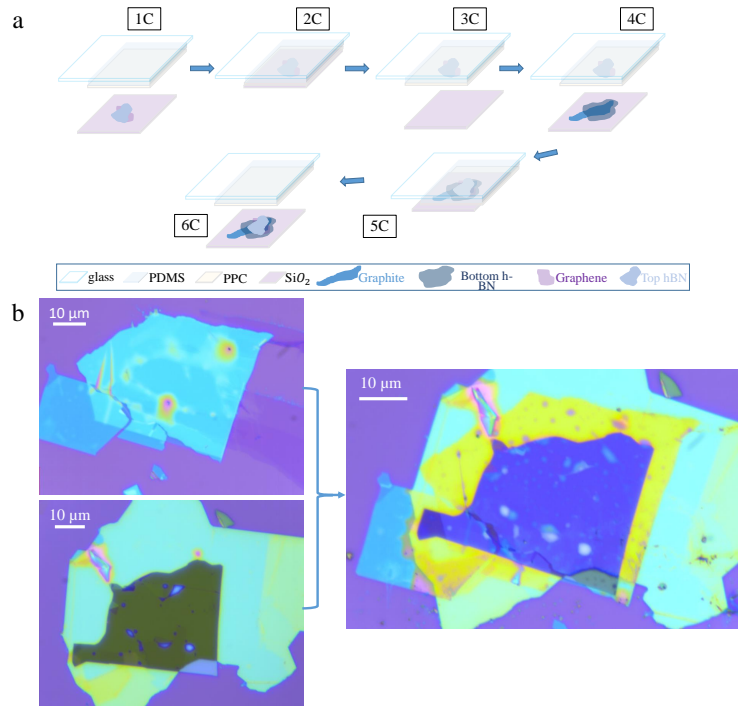 a
1C
2C
3C
4C
6C
5C
glass
PDMS
PPC
SiO₂
Graphite
Bottom h-
BN
Graphene
Top hBN
b
10 μm
10 μm
10 μm